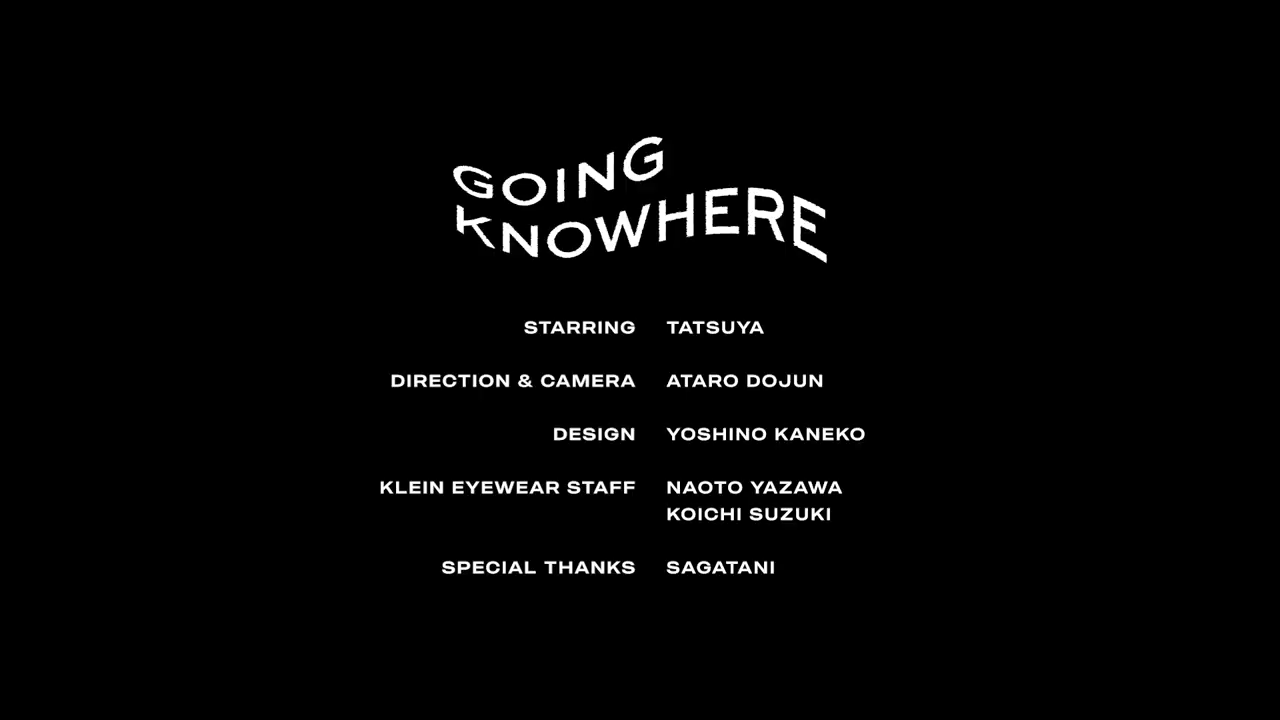 GOING
KNOWHERE
STARRING TATSUYA
DIRECTION & CAMERA ATARO DOJUN
DESIGN YOSHINO KANEKO
KLEIN EYEWEAR STAFF NAOTO YAZAWA
KOICHI SUZUKI
SPECIAL THANKS SAGATANI